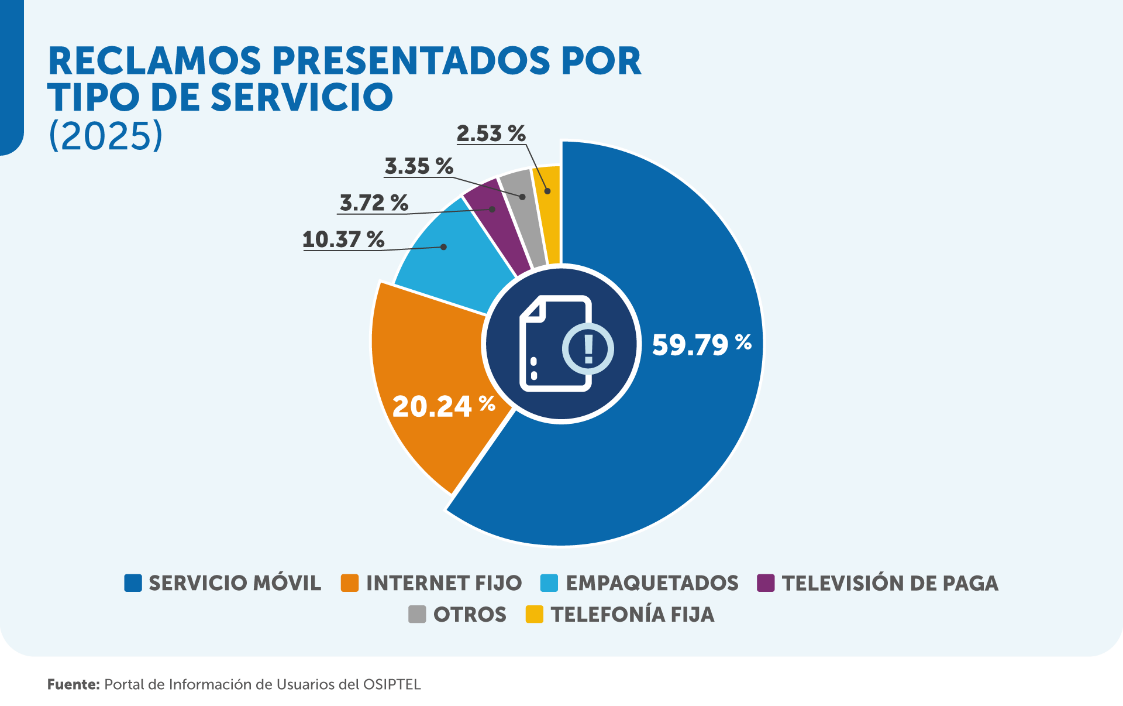 RECLAMOS PRESENTADOS POR
TIPO DE SERVICIO
(2025)
2.53 %
3.35 %
3.72 %
10.37 %
59.79 %
20.24 %
!
SERVICIO MÓVIL INTERNET FIJO EMPAQUETADOS TELEVISIÓN DE PAGA
OTROS TELEFONÍA FIJA
Fuente: Portal de Información de Usuarios del OSIPTEL